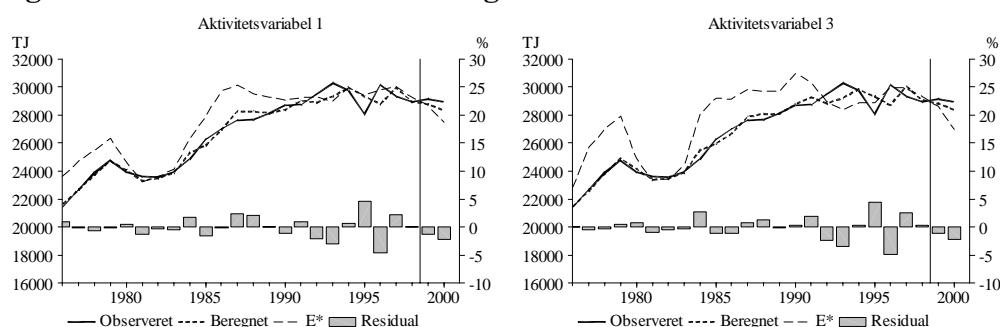 Aktivitetsvariabel 1
TJ %
32000 30
30000 25
28000 20
26000 15
24000 10
22000 5
20000 0
18000 -5
16000 -10
1980 1985 1990 1995 2000
Observeret Beregnet E* Residual
Aktivitetsvariabel 3
TJ %
32000 30
30000 25
28000 20
26000 15
24000 10
22000 5
20000 0
18000 -5
16000 -10
1980 1985 1990 1995 2000
Observeret Beregnet E* Residual